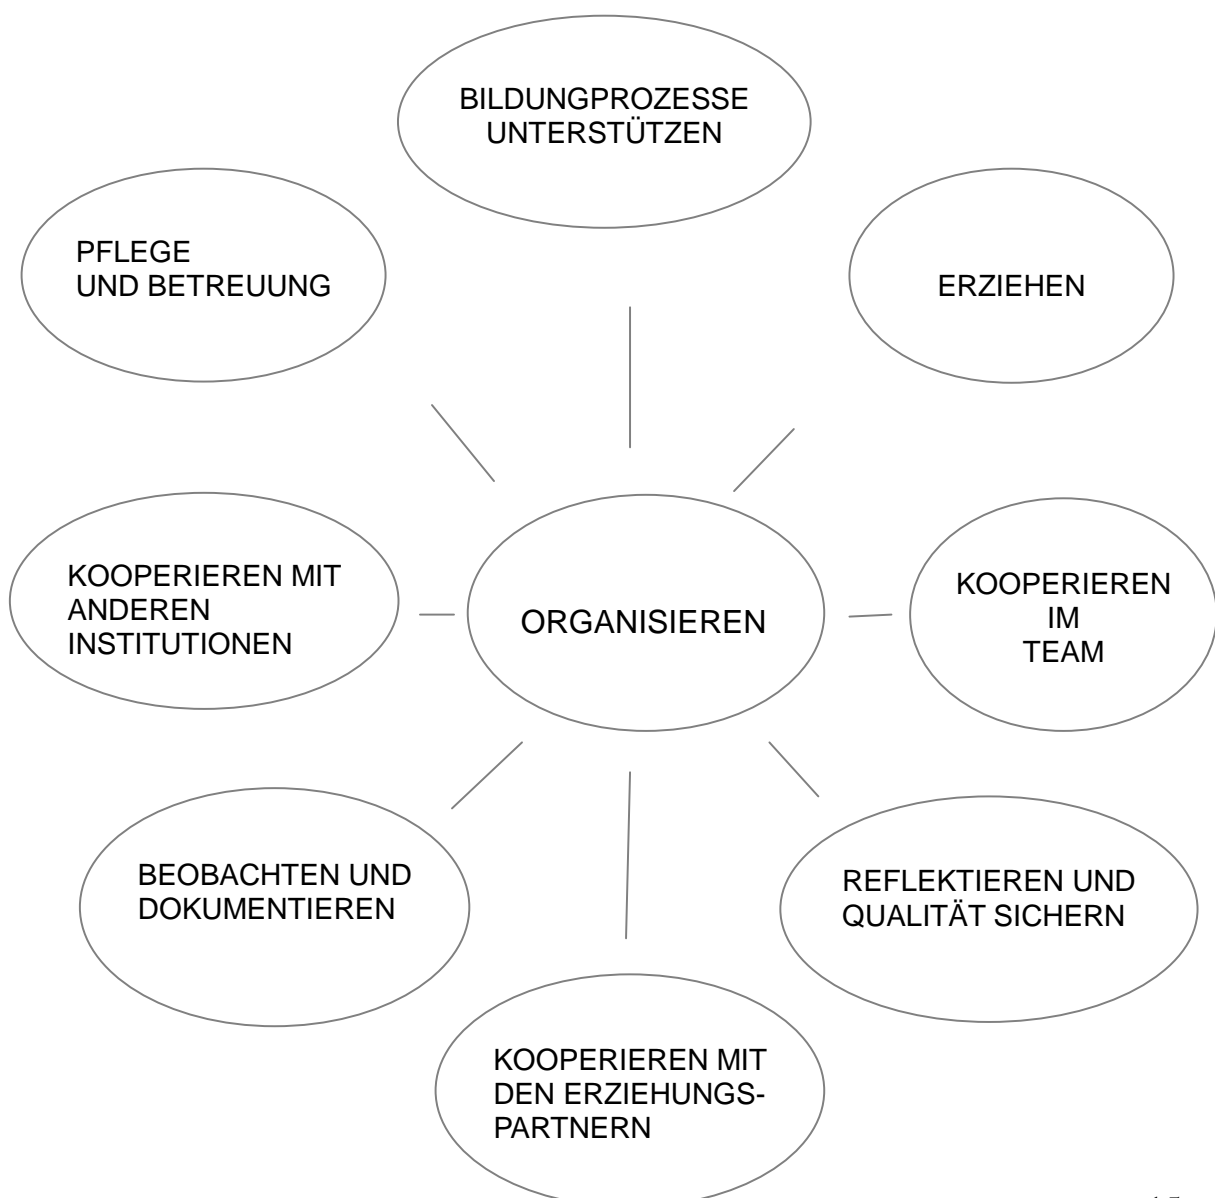 BILDUNGPROZESSE
UNTERSTÜTZEN
PFLEGE
UND BETREUUNG
ERZIEHEN
KOOPERIEREN MIT
ANDEREN
INSTITUTIONEN
ORGANISIEREN
KOOPERIEREN
IM
TEAM
BEOBACHTEN UND
DOKUMENTIEREN
REFLEKTIEREN UND
QUALITÄT SICHERN
KOOPERIEREN MIT
DEN ERZIEHUNGS-
PARTNERN